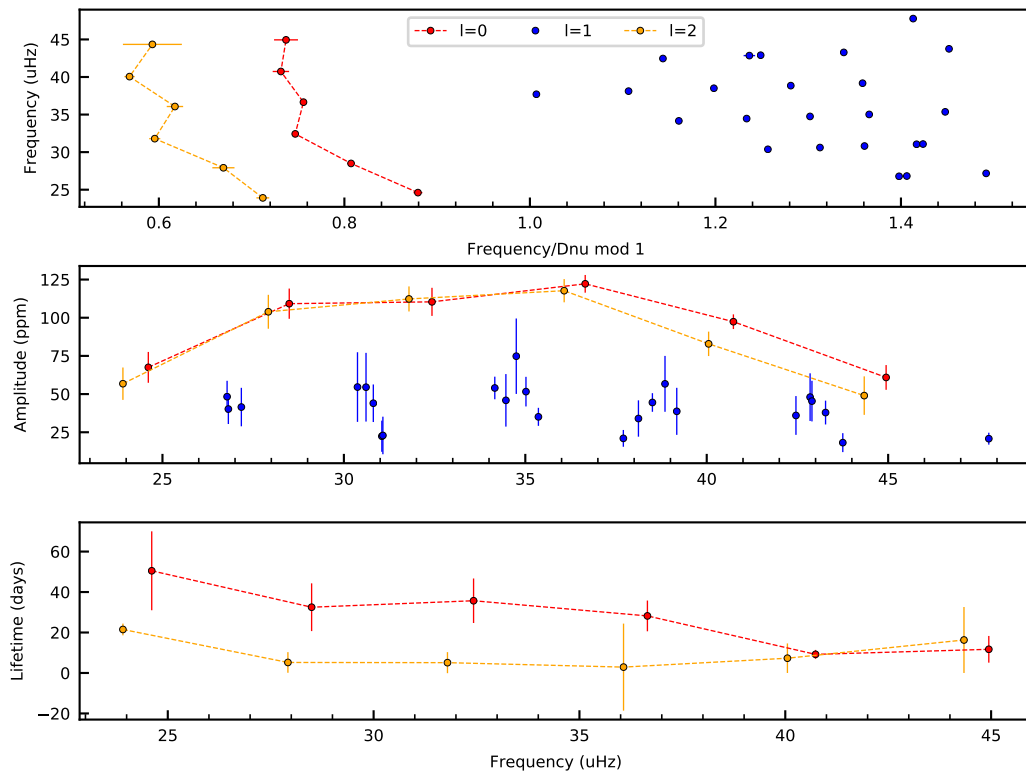 l=0 l=1 l=2
Frequency (uHz)
45
40
35
30
25
0.6 0.8 1.0 1.2 1.4
Frequency/Dnu mod 1
Amplitude (ppm)
125
100
75
50
25
25 30 35 40 45
Lifetime (days)
60
40
20
0
−20
25 30 35 40 45
Frequency (uHz)